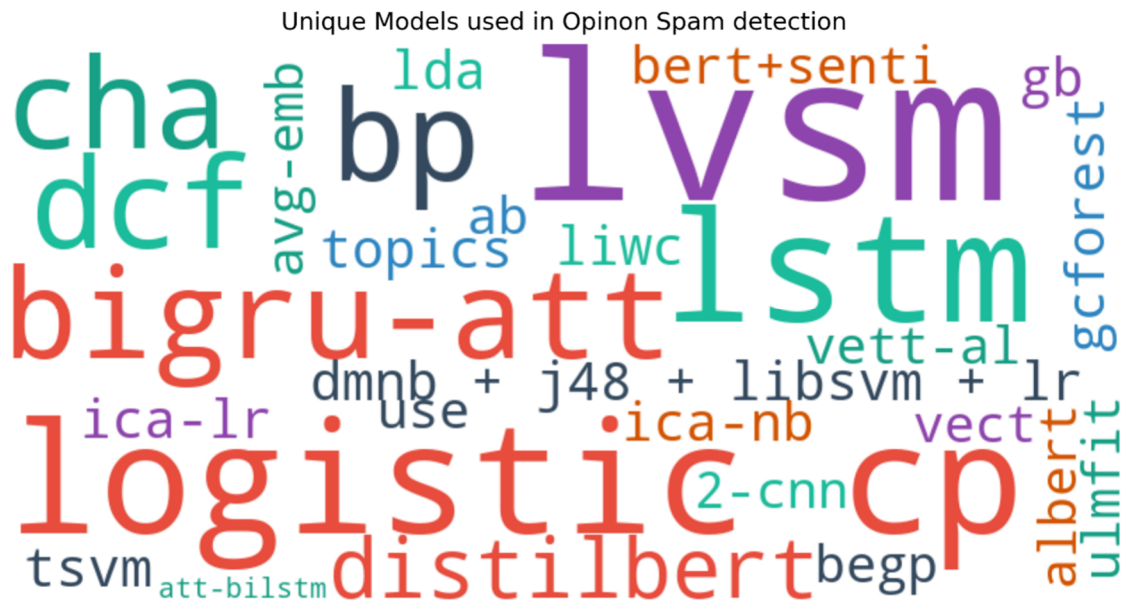 Unique Models used in Opinon Spam detection
cha
lda
bp
lvsm
bert+senti
gb
avg-emb
dcf
ab
topics
liwc
lstm
gcforest
bigru-att
vett-al
dmnb + j48 + libsvm + lr
use
ica-lr
ica-nb
vect
logistic
2-cnn
cp
albert
ulmfit
tsvm
att-bilstm
distilbert
begp